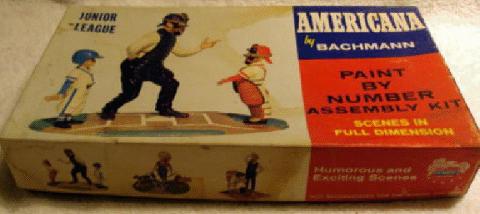 JUNIOR
LEAGUE
AMERICANA
by BACHMANN
PAINT
BY
NUMBER
ASSEMBLY KIT
SCENES IN
FULL DIMENSION
Humorous and
Exciting Scenes